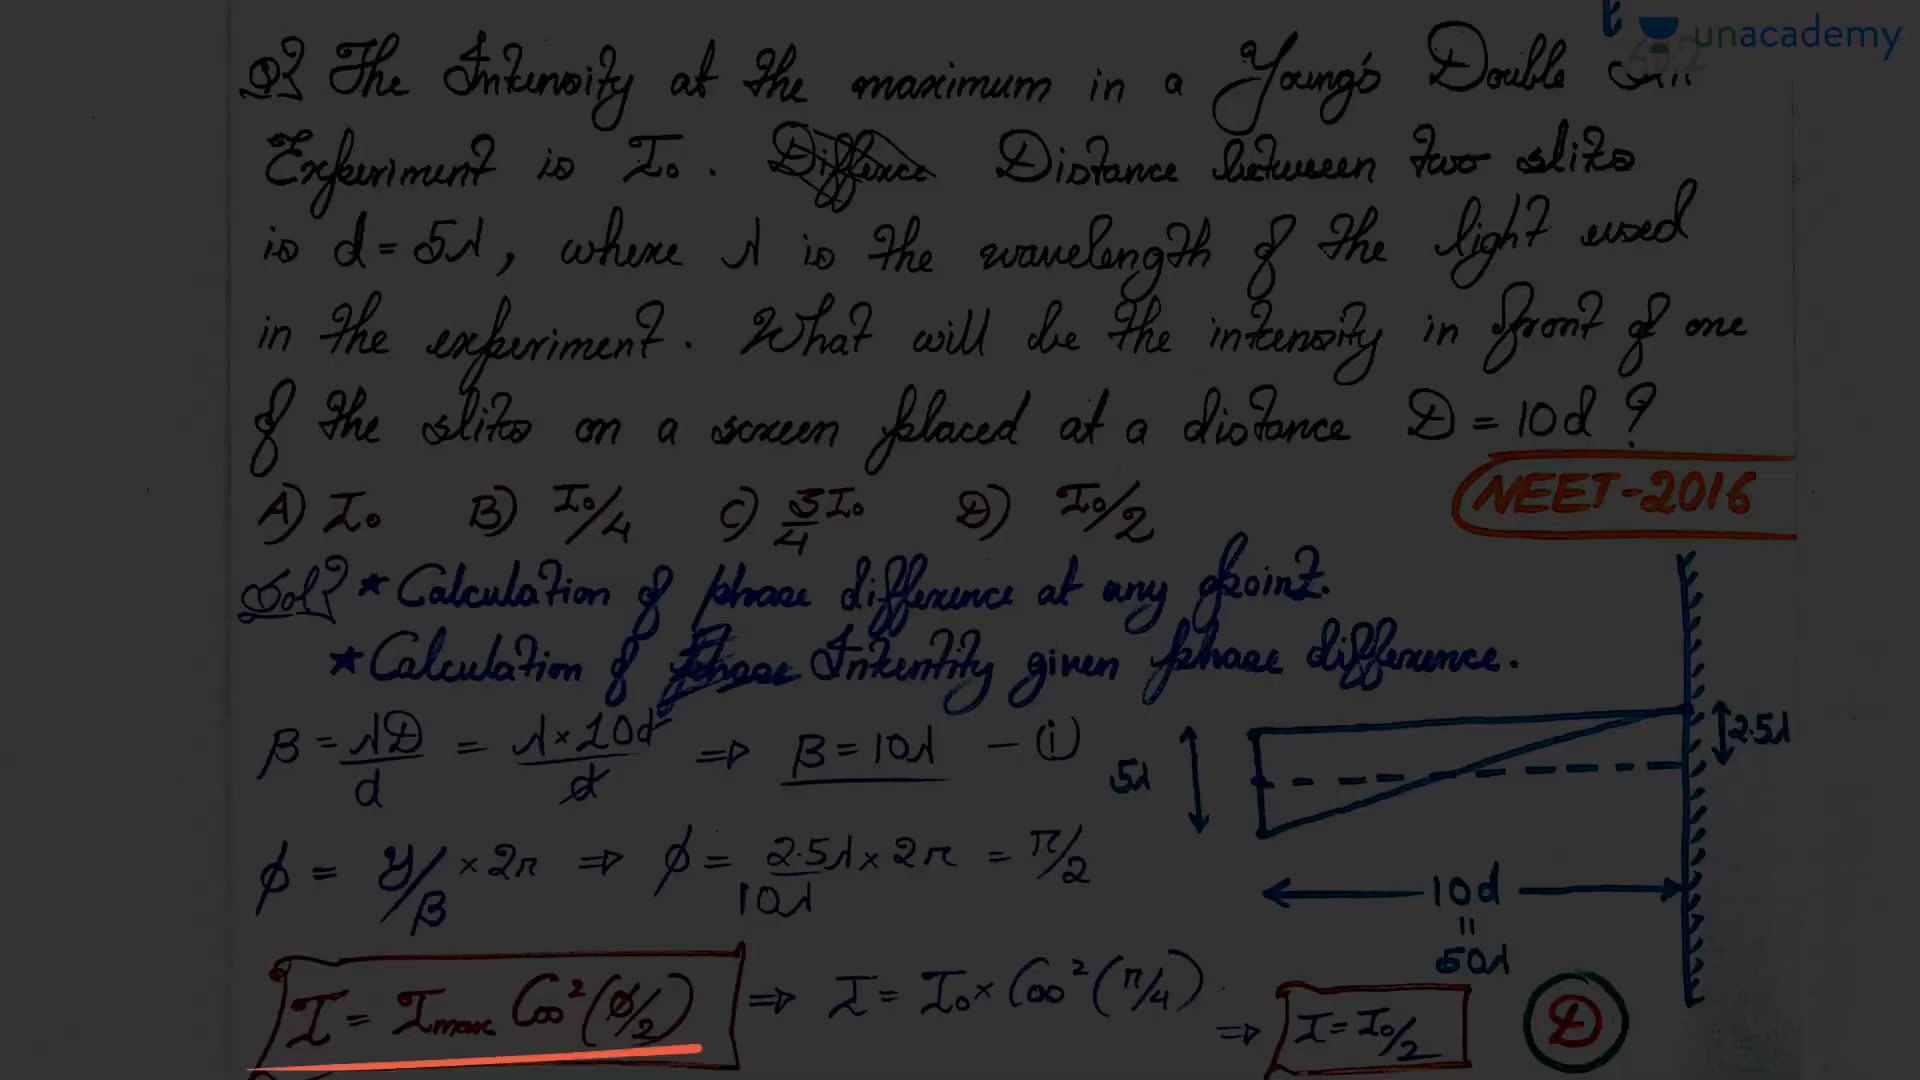 unacademy
Q? The Intensity at the maximum in a Young's Double
Experiment is I₀. Diffence Distance between two slits
is d = 5λ, where λ is the wavelength of the light used
in the experiment. What will be the intensity in front of one
of the slits on a screen placed at a distance D = 10d ?
A) I₀ B) I₀/4 C) 3/4 I₀ D) I₀/2
NEET-2016
Sol? ★ Calculation of phase difference at any point.
★ Calculation of Phase Intentity given phase difference.
β = λD/d = λ×10d/d ⇒ β = 10λ — (i)
5λ
2.5λ
ϕ = y/β × 2π ⇒ ϕ = 2.5λ/10λ × 2π = π/2
10d
=
50λ
I = Imax Cos²(ϕ/2) ⇒ I = I₀ × Cos²(π/4) ⇒ I = I₀/2 D